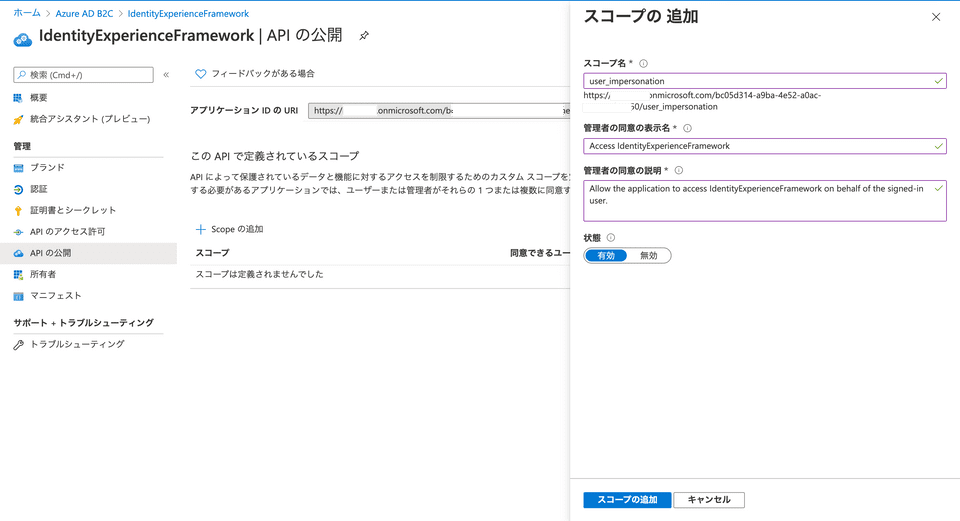 ホーム > Azure AD B2C > IdentityExperienceFramework
IdentityExperienceFramework | API の公開
検索 (Cmd+/)
«
概要
統合アシスタント (プレビュー)
管理
ブランド
認証
証明書とシークレット
API のアクセス許可
API の公開
所有者
マニフェスト
サポート + トラブルシューティング
トラブルシューティング
フィードバックがある場合
アプリケーション ID の URI
https:// .onmicrosoft.com/b
この API で定義されているスコープ
API によって保護されているデータと機能に対するアクセスを制限するためのカスタム スコープを
する必要があるアプリケーションでは、ユーザーまたは管理者がそれらの 1 つまたは複数に同意す
+ Scope の追加
スコープ 同意できるユー
スコープは定義されませんでした
スコープの 追加
スコープ名 *
user_impersonation
https:/ .onmicrosoft.com/bc05d314-a9ba-4e52-a0ac-
50/user_impersonation
管理者の同意の表示名 *
Access IdentityExperienceFramework
管理者の同意の説明 *
Allow the application to access IdentityExperienceFramework on behalf of the signed-in
user.
状態
有効 無効
スコープの追加 キャンセル